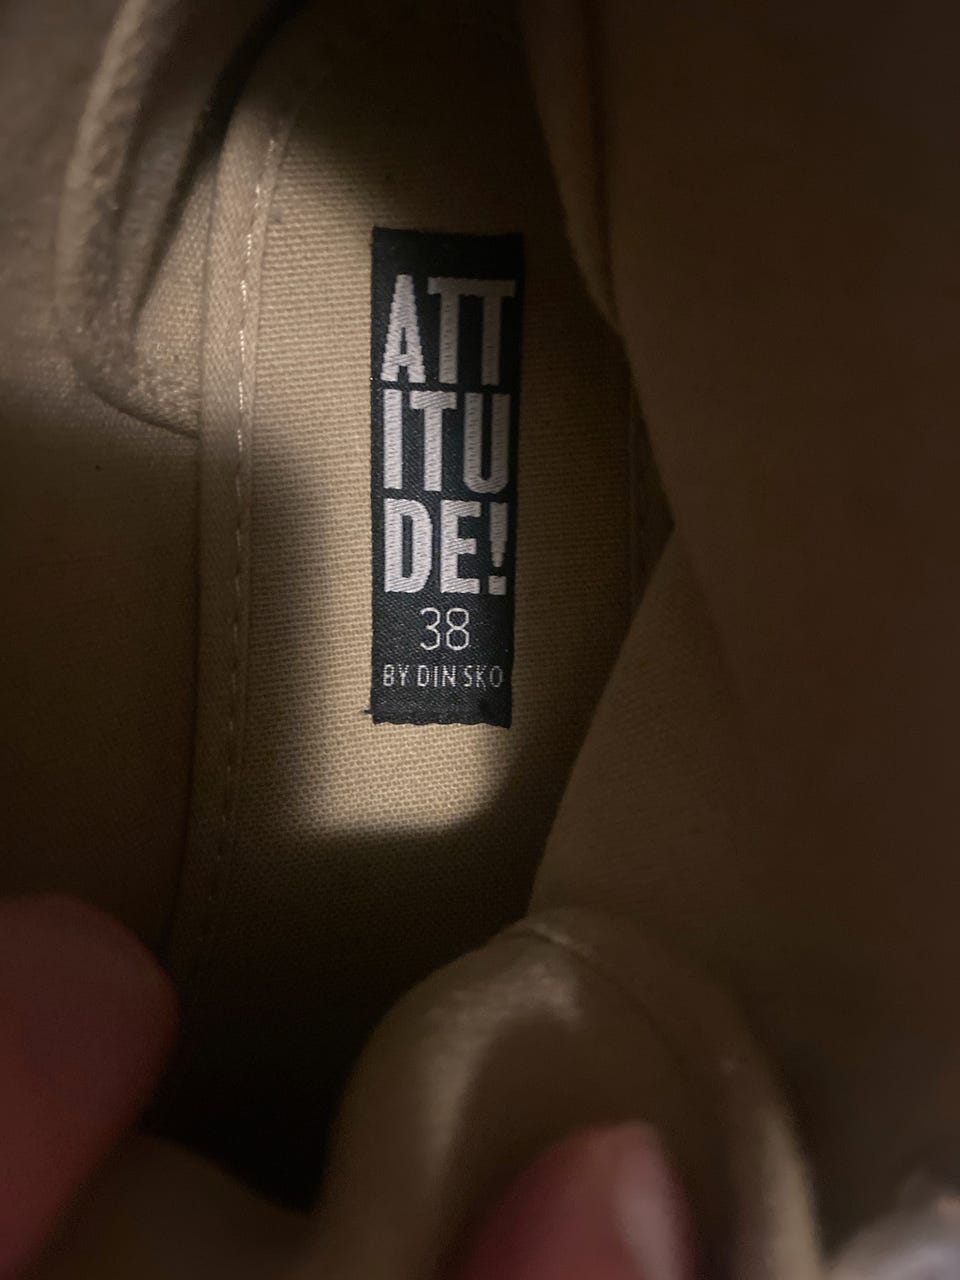 ATT
ITU
DE!
38
BY DIN SKO